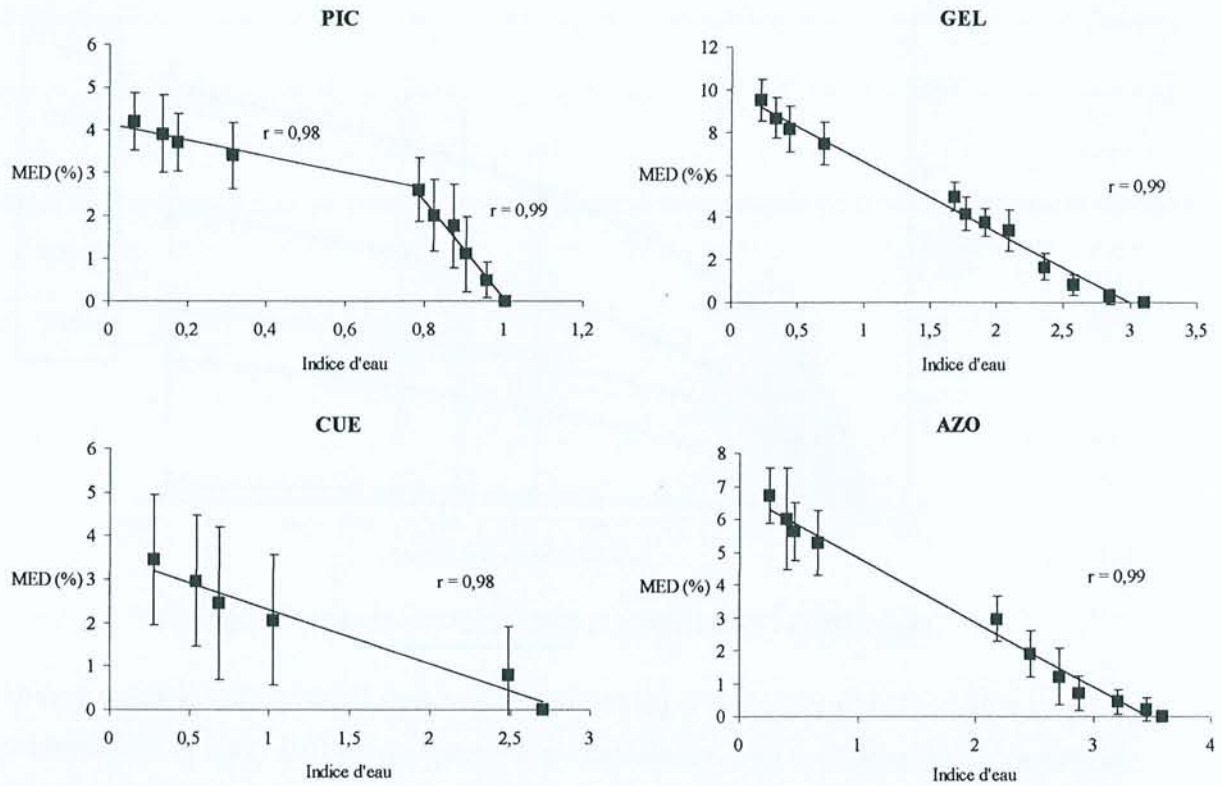 PIC
6
5
4
MED (%) 3
2
1
0
r = 0,98
r = 0,99
0 0,2 0,4 0,6 0,8 1 1,2
Indice d'eau
GEL
12
10
8
MED (%) 6
4
2
0
r = 0,99
0 0,5 1 1,5 2 2,5 3 3,5
Indice d'eau
CUE
6
5
4
MED (%) 3
2
1
0
r = 0,98
0 0,5 1 1,5 2 2,5 3
Indice d'eau
AZO
8
7
6
5
MED (%) 4
3
2
1
0
r = 0,99
0 1 2 3 4
Indice d'eau